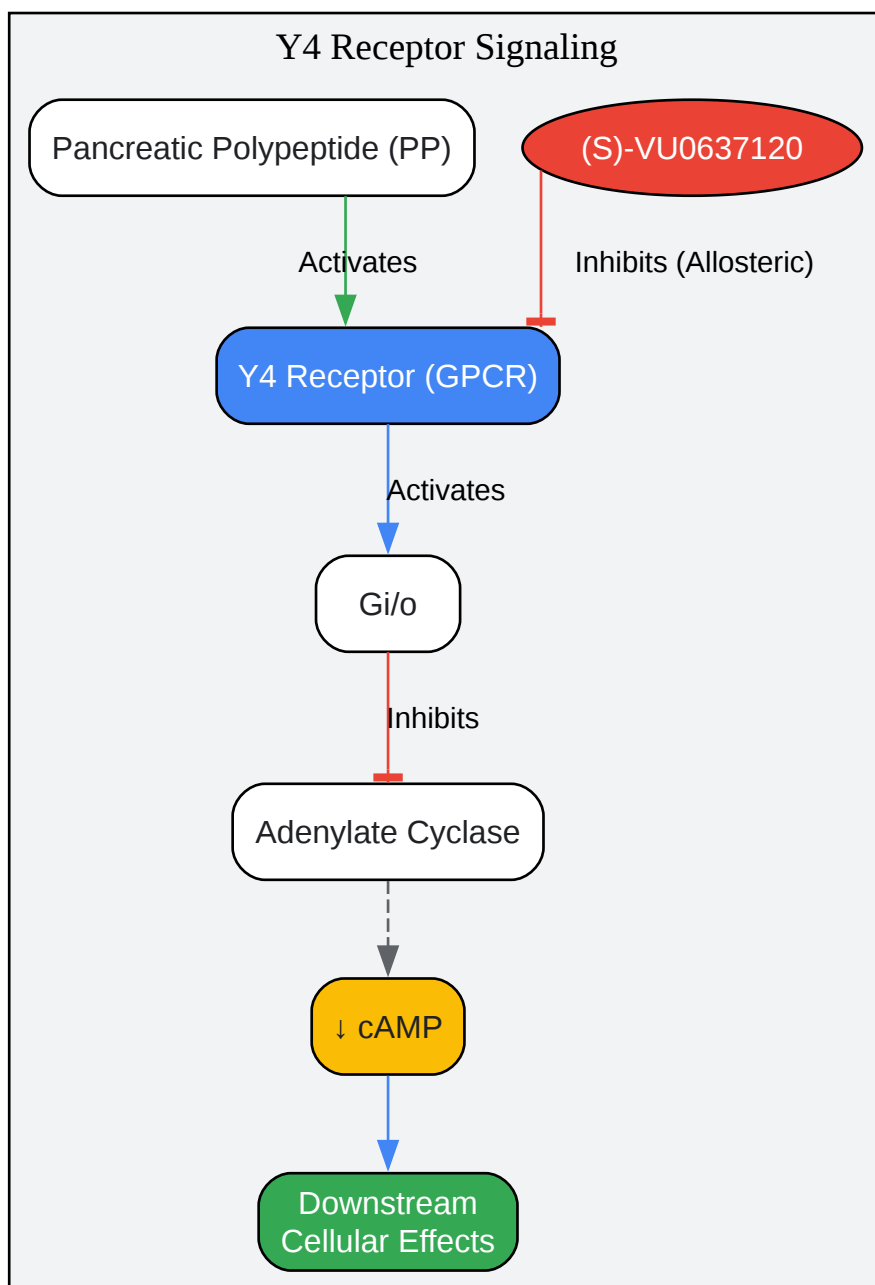 Y4 Receptor Signaling
Pancreatic Polypeptide (PP)
(S)-VU0637120
Activates
Inhibits (Allosteric)
Y4 Receptor (GPCR)
Activates
Gi/o
Inhibits
Adenylate Cyclase
↓ cAMP
Downstream
Cellular Effects